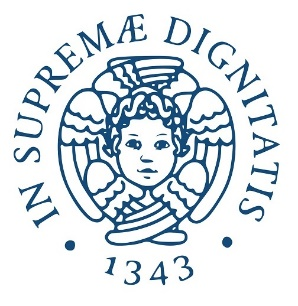 IN SUPREMÆ DIGNITATIS
• 1343 •